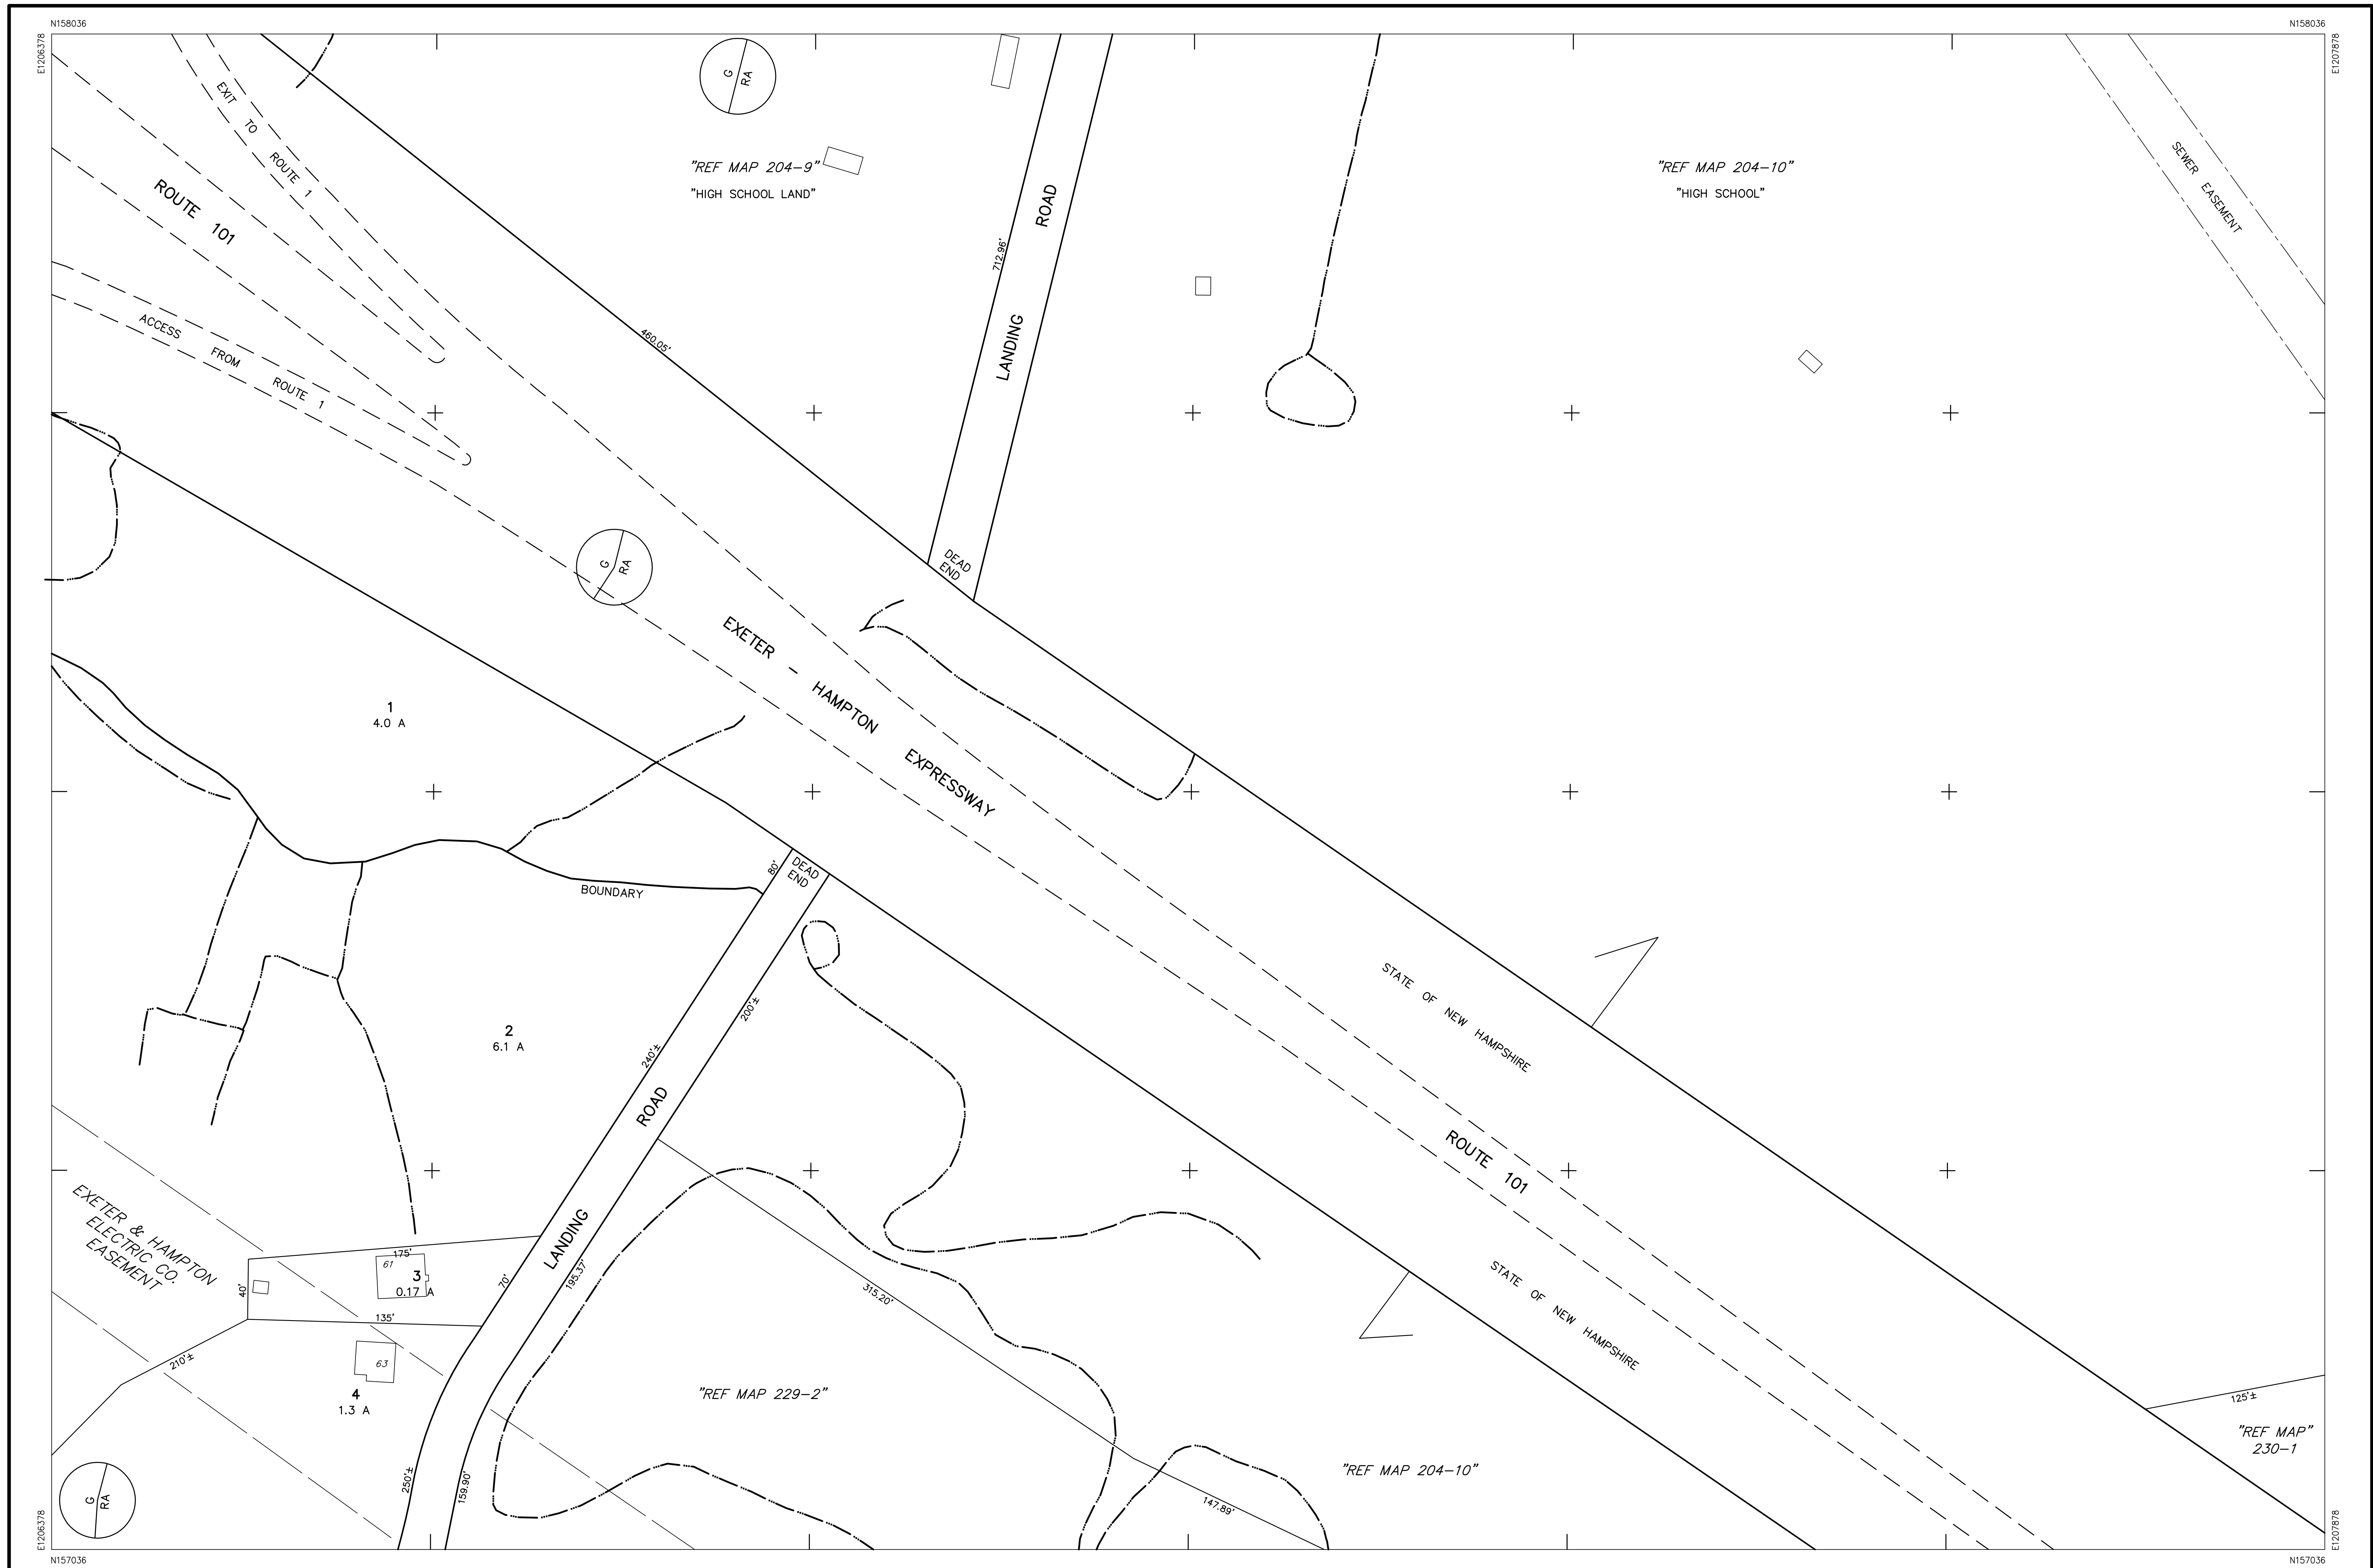 N158036
N158036
E1206378
E1207878
EXIT TO ROUTE 1
G
RA
"REF MAP 204-9"
"HIGH SCHOOL LAND"
"REF MAP 204-10"
"HIGH SCHOOL"
SEWER EASEMENT
ROUTE 101
ACCESS FROM ROUTE 1
460.05'
712.96'
LANDING ROAD
DEAD
END
G
RA
EXETER - HAMPTON EXPRESSWAY
1
4.0 A
BOUNDARY
80'
DEAD
END
2
6.1 A
240'±
200'±
LANDING ROAD
STATE OF NEW HAMPSHIRE
ROUTE 101
STATE OF NEW HAMPSHIRE
EXETER & HAMPTON
ELECTRIC CO.
EASEMENT
175'
61
3
0.17 A
40'
135'
70'
195.37'
315.20'
210'±
63
4
1.3 A
"REF MAP 229-2"
125'±
"REF MAP"
230-1
"REF MAP 204-10"
147.89'
250'±
159.90'
G
RA
E1206378
E1207878
N157036
N157036